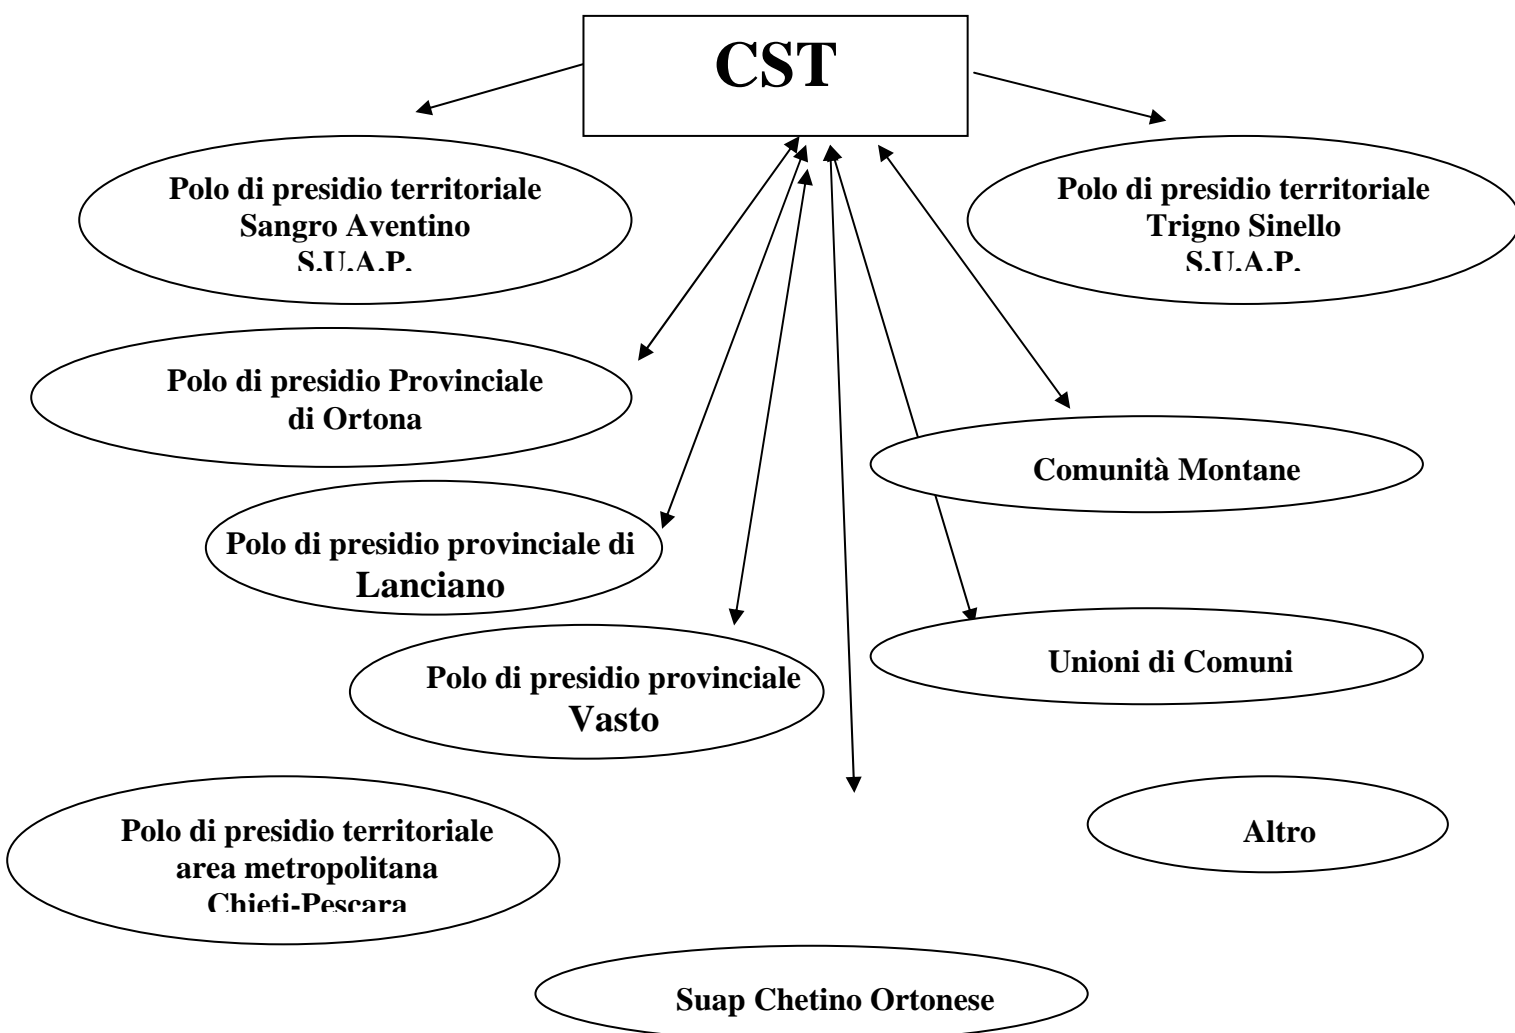 CST
Polo di presidio territoriale
Sangro Aventino
S.U.A.P.
Polo di presidio territoriale
Trigno Sinello
S.U.A.P.
Polo di presidio Provinciale
di Ortona
Comunità Montane
Polo di presidio provinciale di
Lanciano
Unioni di Comuni
Polo di presidio provinciale
Vasto
Polo di presidio territoriale
area metropolitana
Chieti-Pescara
Altro
Suap Chetino Ortonese